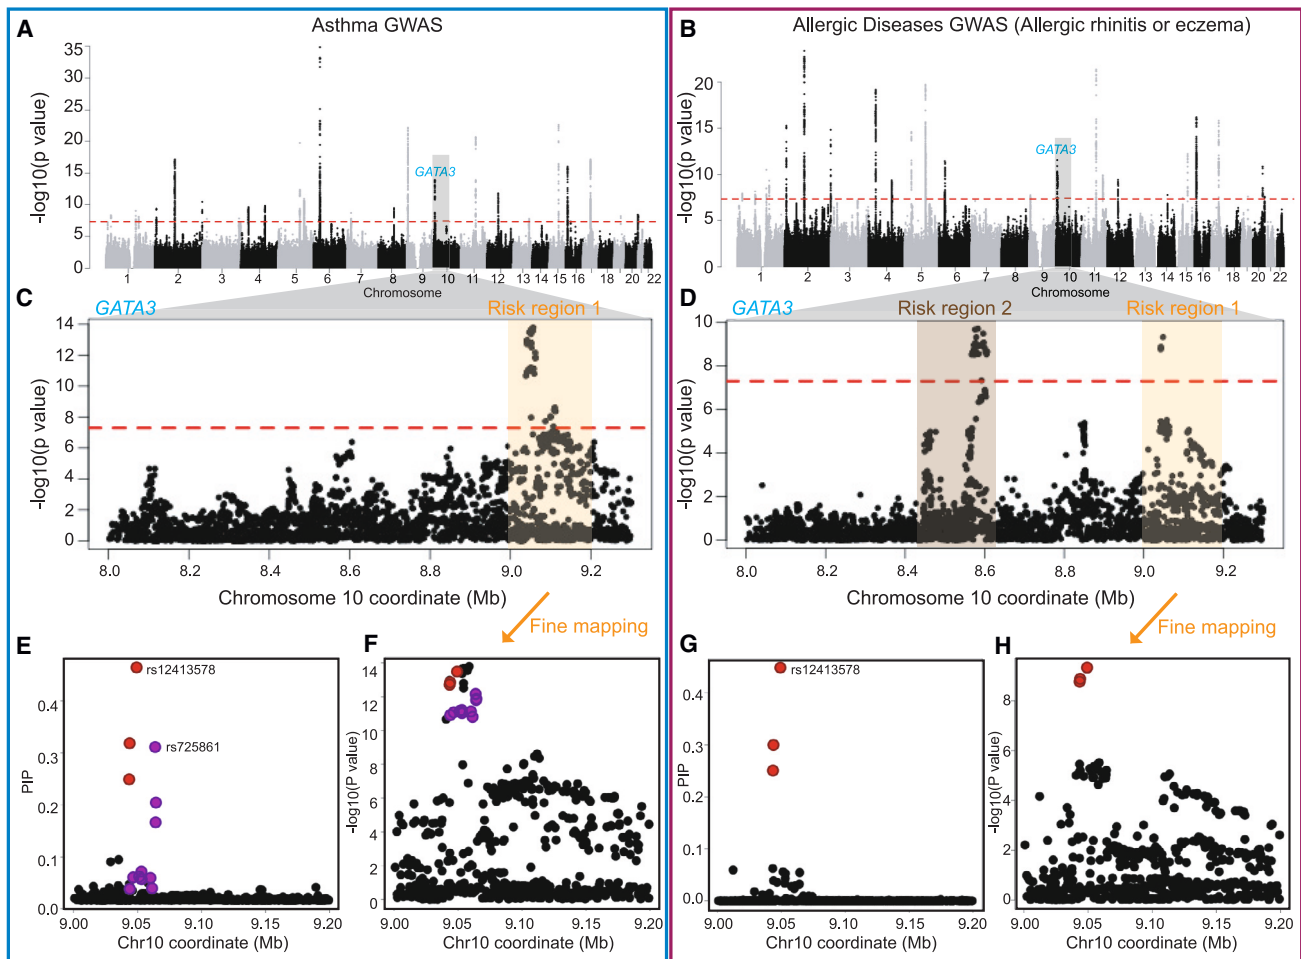 A
Asthma GWAS
-log10(p value)
35
30
25
20
15
10
5
0
GATA3
1 2 3 4 5 6 7 8 9 10 11 12 13 14 15 16 18 20 22
Chromosome
B
Allergic Diseases GWAS (Allergic rhinitis or eczema)
-log10(p value)
20
15
10
5
0
GATA3
1 2 3 4 5 6 7 8 9 10 11 12 13 14 15 16 18 20 22
Chromosome
C
GATA3
Risk region 1
-log10(p value)
14
12
10
8
6
4
2
0
8.0 8.2 8.4 8.6 8.8 9.0 9.2
Chromosome 10 coordinate (Mb)
D
GATA3
Risk region 2
Risk region 1
-log10(p value)
10
8
6
4
2
0
8.0 8.2 8.4 8.6 8.8 9.0 9.2
Chromosome 10 coordinate (Mb)
Fine mapping
Fine mapping
E
rs12413578
rs725861
PIP
0.4
0.3
0.2
0.1
0.0
9.00 9.05 9.10 9.15 9.20
Chr10 coordinate (Mb)
F
-log10(P value)
14
12
10
8
6
4
2
0
9.00 9.05 9.10 9.15 9.20
Chr10 coordinate (Mb)
G
rs12413578
PIP
0.4
0.3
0.2
0.1
0.0
9.00 9.05 9.10 9.15 9.20
Chr10 coordinate (Mb)
H
-log10(P value)
8
6
4
2
0
9.00 9.05 9.10 9.15 9.20
Chr10 coordinate (Mb)